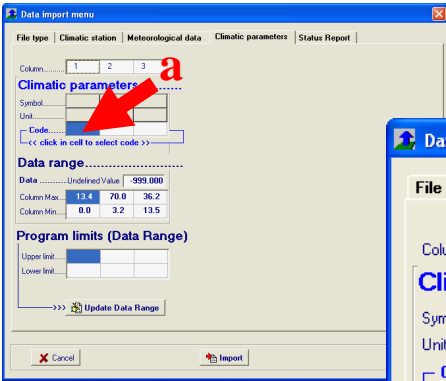 Data import menu
File type Climatic station Meteorological data Climatic parameters Status Report
Column........... 1 2 3
a
Climatic parameters...........
Symbol.........
Unit..............
Code......
<< click in cell to select code >>
Data range..................
Data ...........Undefined Value -999.000
Column Max.... 13.4 70.0 36.2
Column Min..... 0.0 3.2 13.5
Program limits (Data Range)
Upper limit......
Lower limit......
>>> Update Data Range
Cancel Import
Da
File
Colu
Cli
Sym
Unit